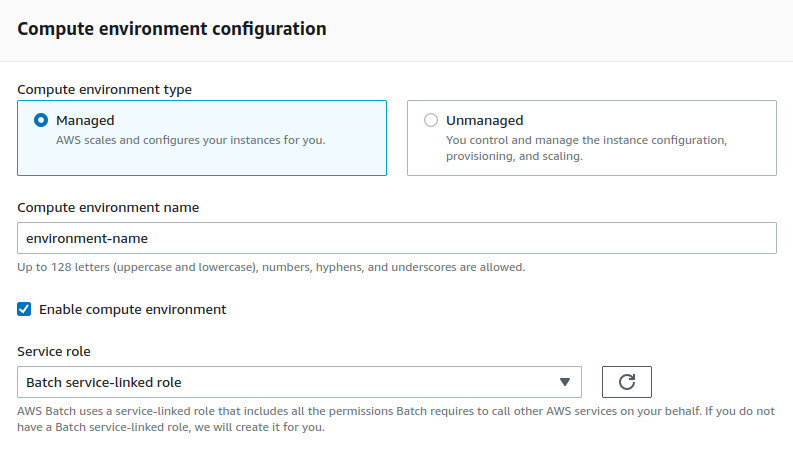 Compute environment configuration
Compute environment type
Managed
AWS scales and configures your instances for you.
Unmanaged
You control and manage the instance configuration,
provisioning, and scaling.
Compute environment name
environment-name
Up to 128 letters (uppercase and lowercase), numbers, hyphens, and underscores are allowed.
Enable compute environment
Service role
Batch service-linked role
AWS Batch uses a service-linked role that includes all the permissions Batch requires to call other AWS services on your behalf. If you do not
have a Batch service-linked role, we will create it for you.